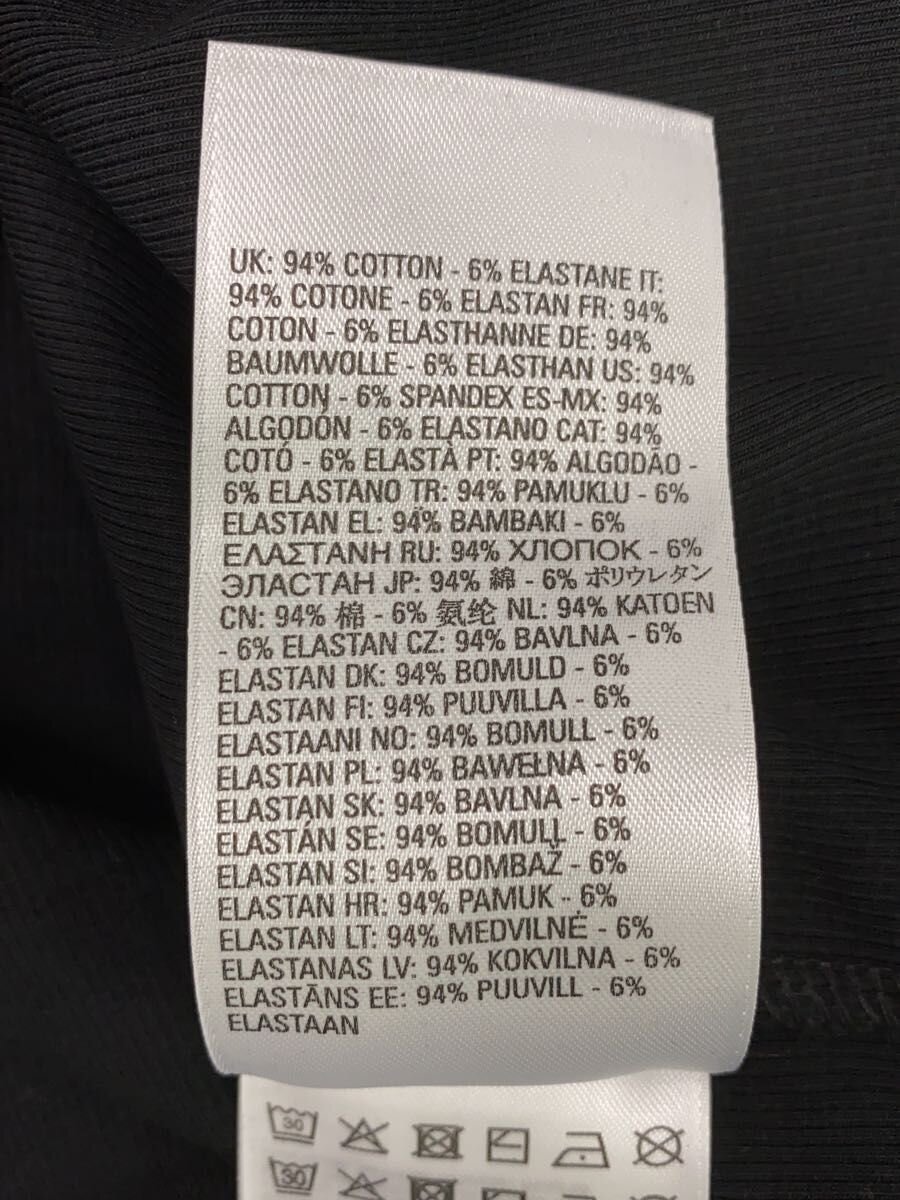 UK: 94% COTTON - 6% ELASTANE IT:
94% COTONE - 6% ELASTAN FR: 94%
COTON - 6% ELASTHANNE DE: 94%
BAUMWOLLE - 6% ELASTHAN US: 94%
COTTON - 6% SPANDEX ES-MX: 94%
ALGODÓN - 6% ELASTANO CAT: 94%
COTÓ - 6% ELASTÀ PT: 94% ALGODÃO -
6% ELASTANO TR: 94% PAMUKLU - 6%
ELASTAN EL: 94% ΒΑΜΒΑΚΙ - 6%
ΕΛΑΣΤΑΝΗ RU: 94% ХЛОПОК - 6%
ЭЛАСТАН JP: 94% 綿 - 6% ポリウレタン
CN: 94% 棉 - 6% 氨纶 NL: 94% KATOEN
- 6% ELASTAN CZ: 94% BAVLNA - 6%
ELASTAN DK: 94% BOMULD - 6%
ELASTAN FI: 94% PUUVILLA - 6%
ELASTAANI NO: 94% BOMULL - 6%
ELASTAN PL: 94% BAWEŁNA - 6%
ELASTAN SK: 94% BAVLNA - 6%
ELASTÁN SE: 94% BOMULL - 6%
ELASTAN SI: 94% BOMBAŽ - 6%
ELASTAN HR: 94% PAMUK - 6%
ELASTAN LT: 94% MEDVILNĖ - 6%
ELASTANAS LV: 94% KOKVILNA - 6%
ELASTĀNS EE: 94% PUUVILL - 6%
ELASTAAN
30
30